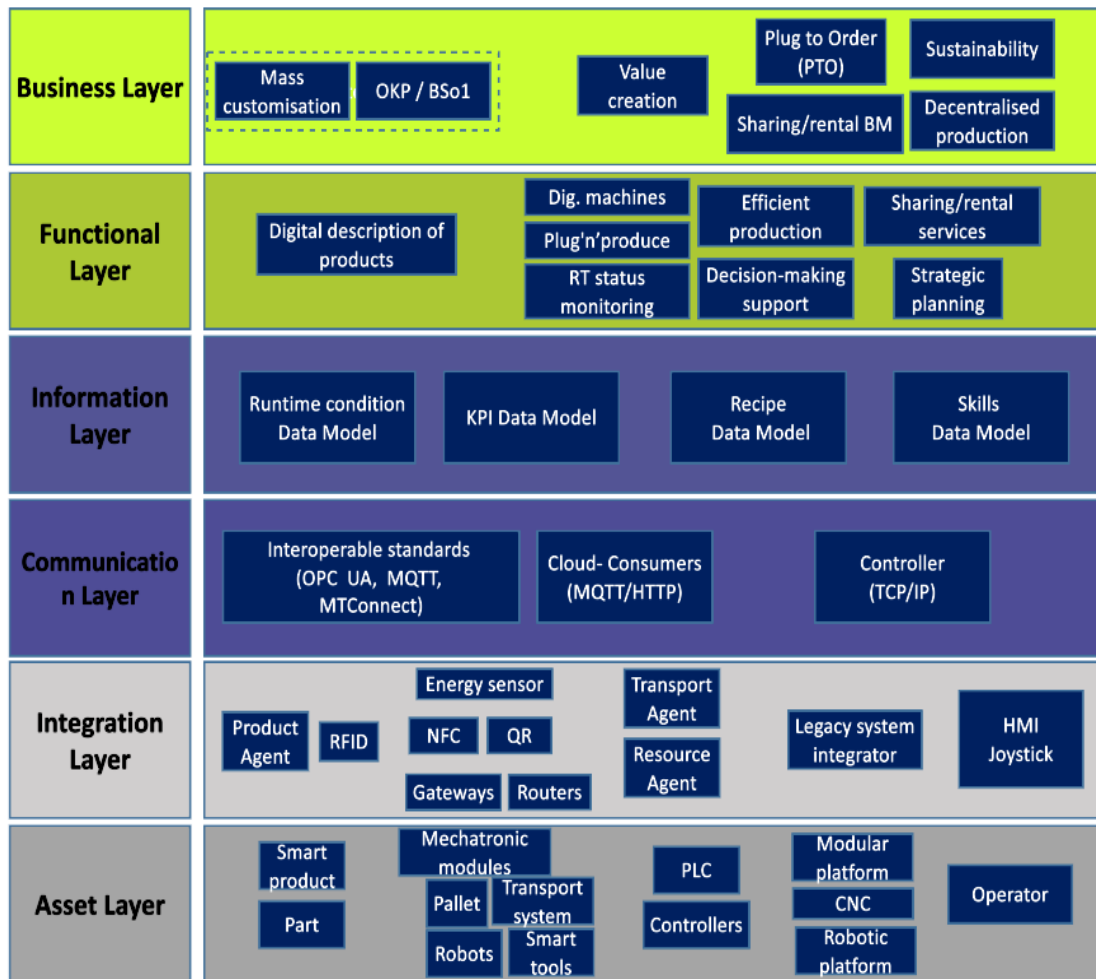 Business Layer
Mass
customisation
OKP / BSo1
Value
creation
Plug to Order
(PTO)
Sharing/rental BM
Sustainability
Decentralised
production
Functional
Layer
Digital description of
products
Dig. machines
Plug'n'produce
RT status
monitoring
Efficient
production
Decision-making
support
Sharing/rental
services
Strategic
planning
Information
Layer
Runtime condition
Data Model
KPI Data Model
Recipe
Data Model
Skills
Data Model
Communicatio
n Layer
Interoperable standards
(OPC UA, MQTT,
MTConnect)
Cloud- Consumers
(MQTT/HTTP)
Controller
(TCP/IP)
Integration
Layer
Product
Agent
RFID
Energy sensor
NFC
QR
Gateways
Routers
Transport
Agent
Resource
Agent
Legacy system
integrator
HMI
Joystick
Asset Layer
Smart
product
Part
Mechatronic
modules
Pallet
Transport
system
Robots
Smart
tools
PLC
Controllers
Modular
platform
CNC
Robotic
platform
Operator